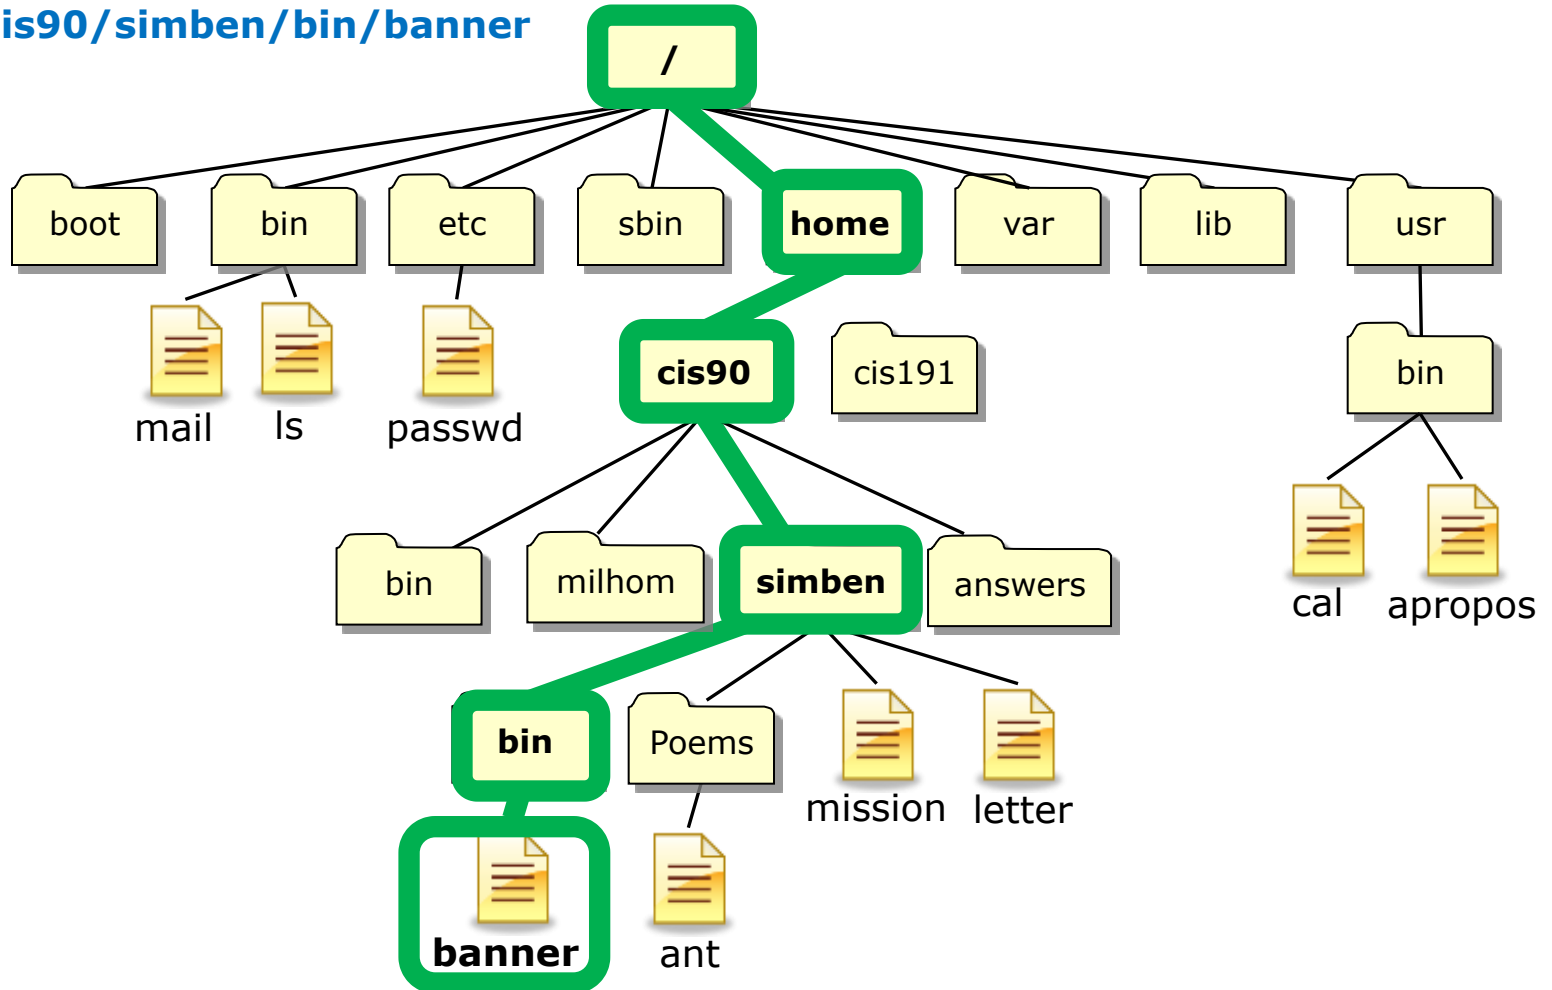 is90/simben/bin/banner
/
boot bin etc sbin home var lib usr
cis90 cis191 bin
mail ls passwd
bin milhom simben answers
cal apropos
bin Poems
mission letter
banner ant